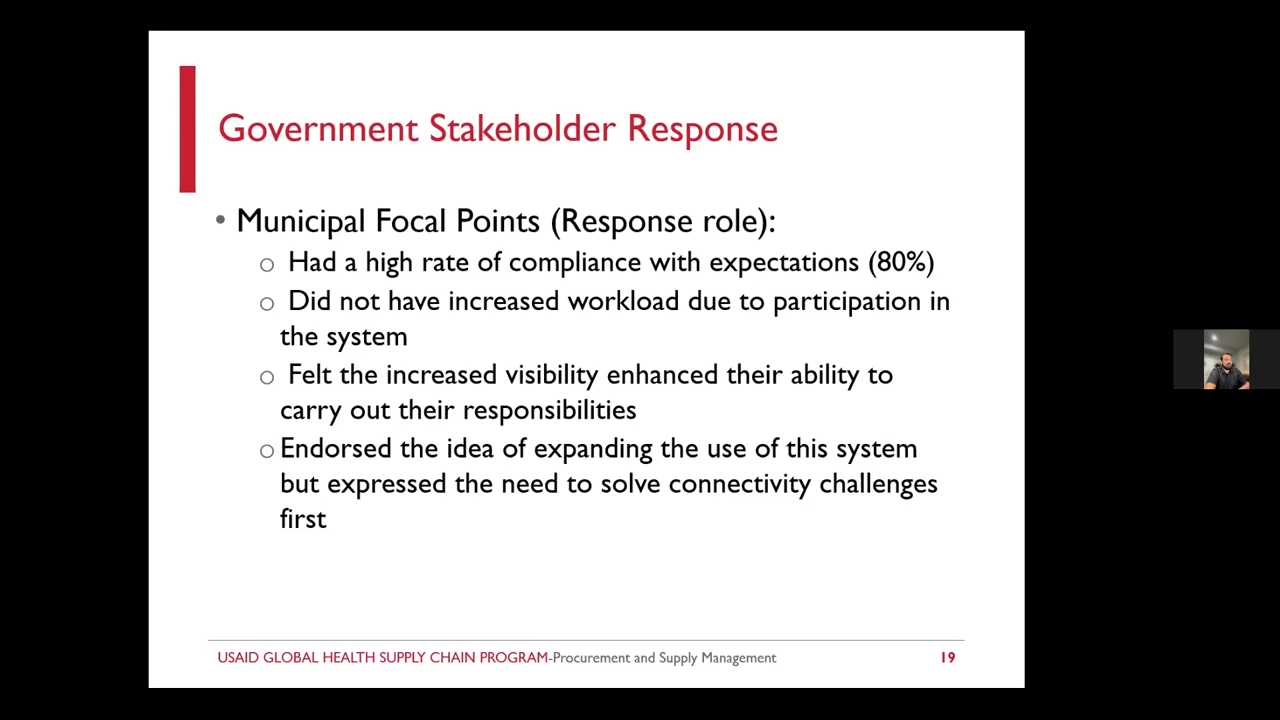 Government Stakeholder Response
• Municipal Focal Points (Response role):
o Had a high rate of compliance with expectations (80%)
o Did not have increased workload due to participation in
the system
o Felt the increased visibility enhanced their ability to
carry out their responsibilities
o Endorsed the idea of expanding the use of this system
but expressed the need to solve connectivity challenges
first
USAID GLOBAL HEALTH SUPPLY CHAIN PROGRAM-Procurement and Supply Management 19